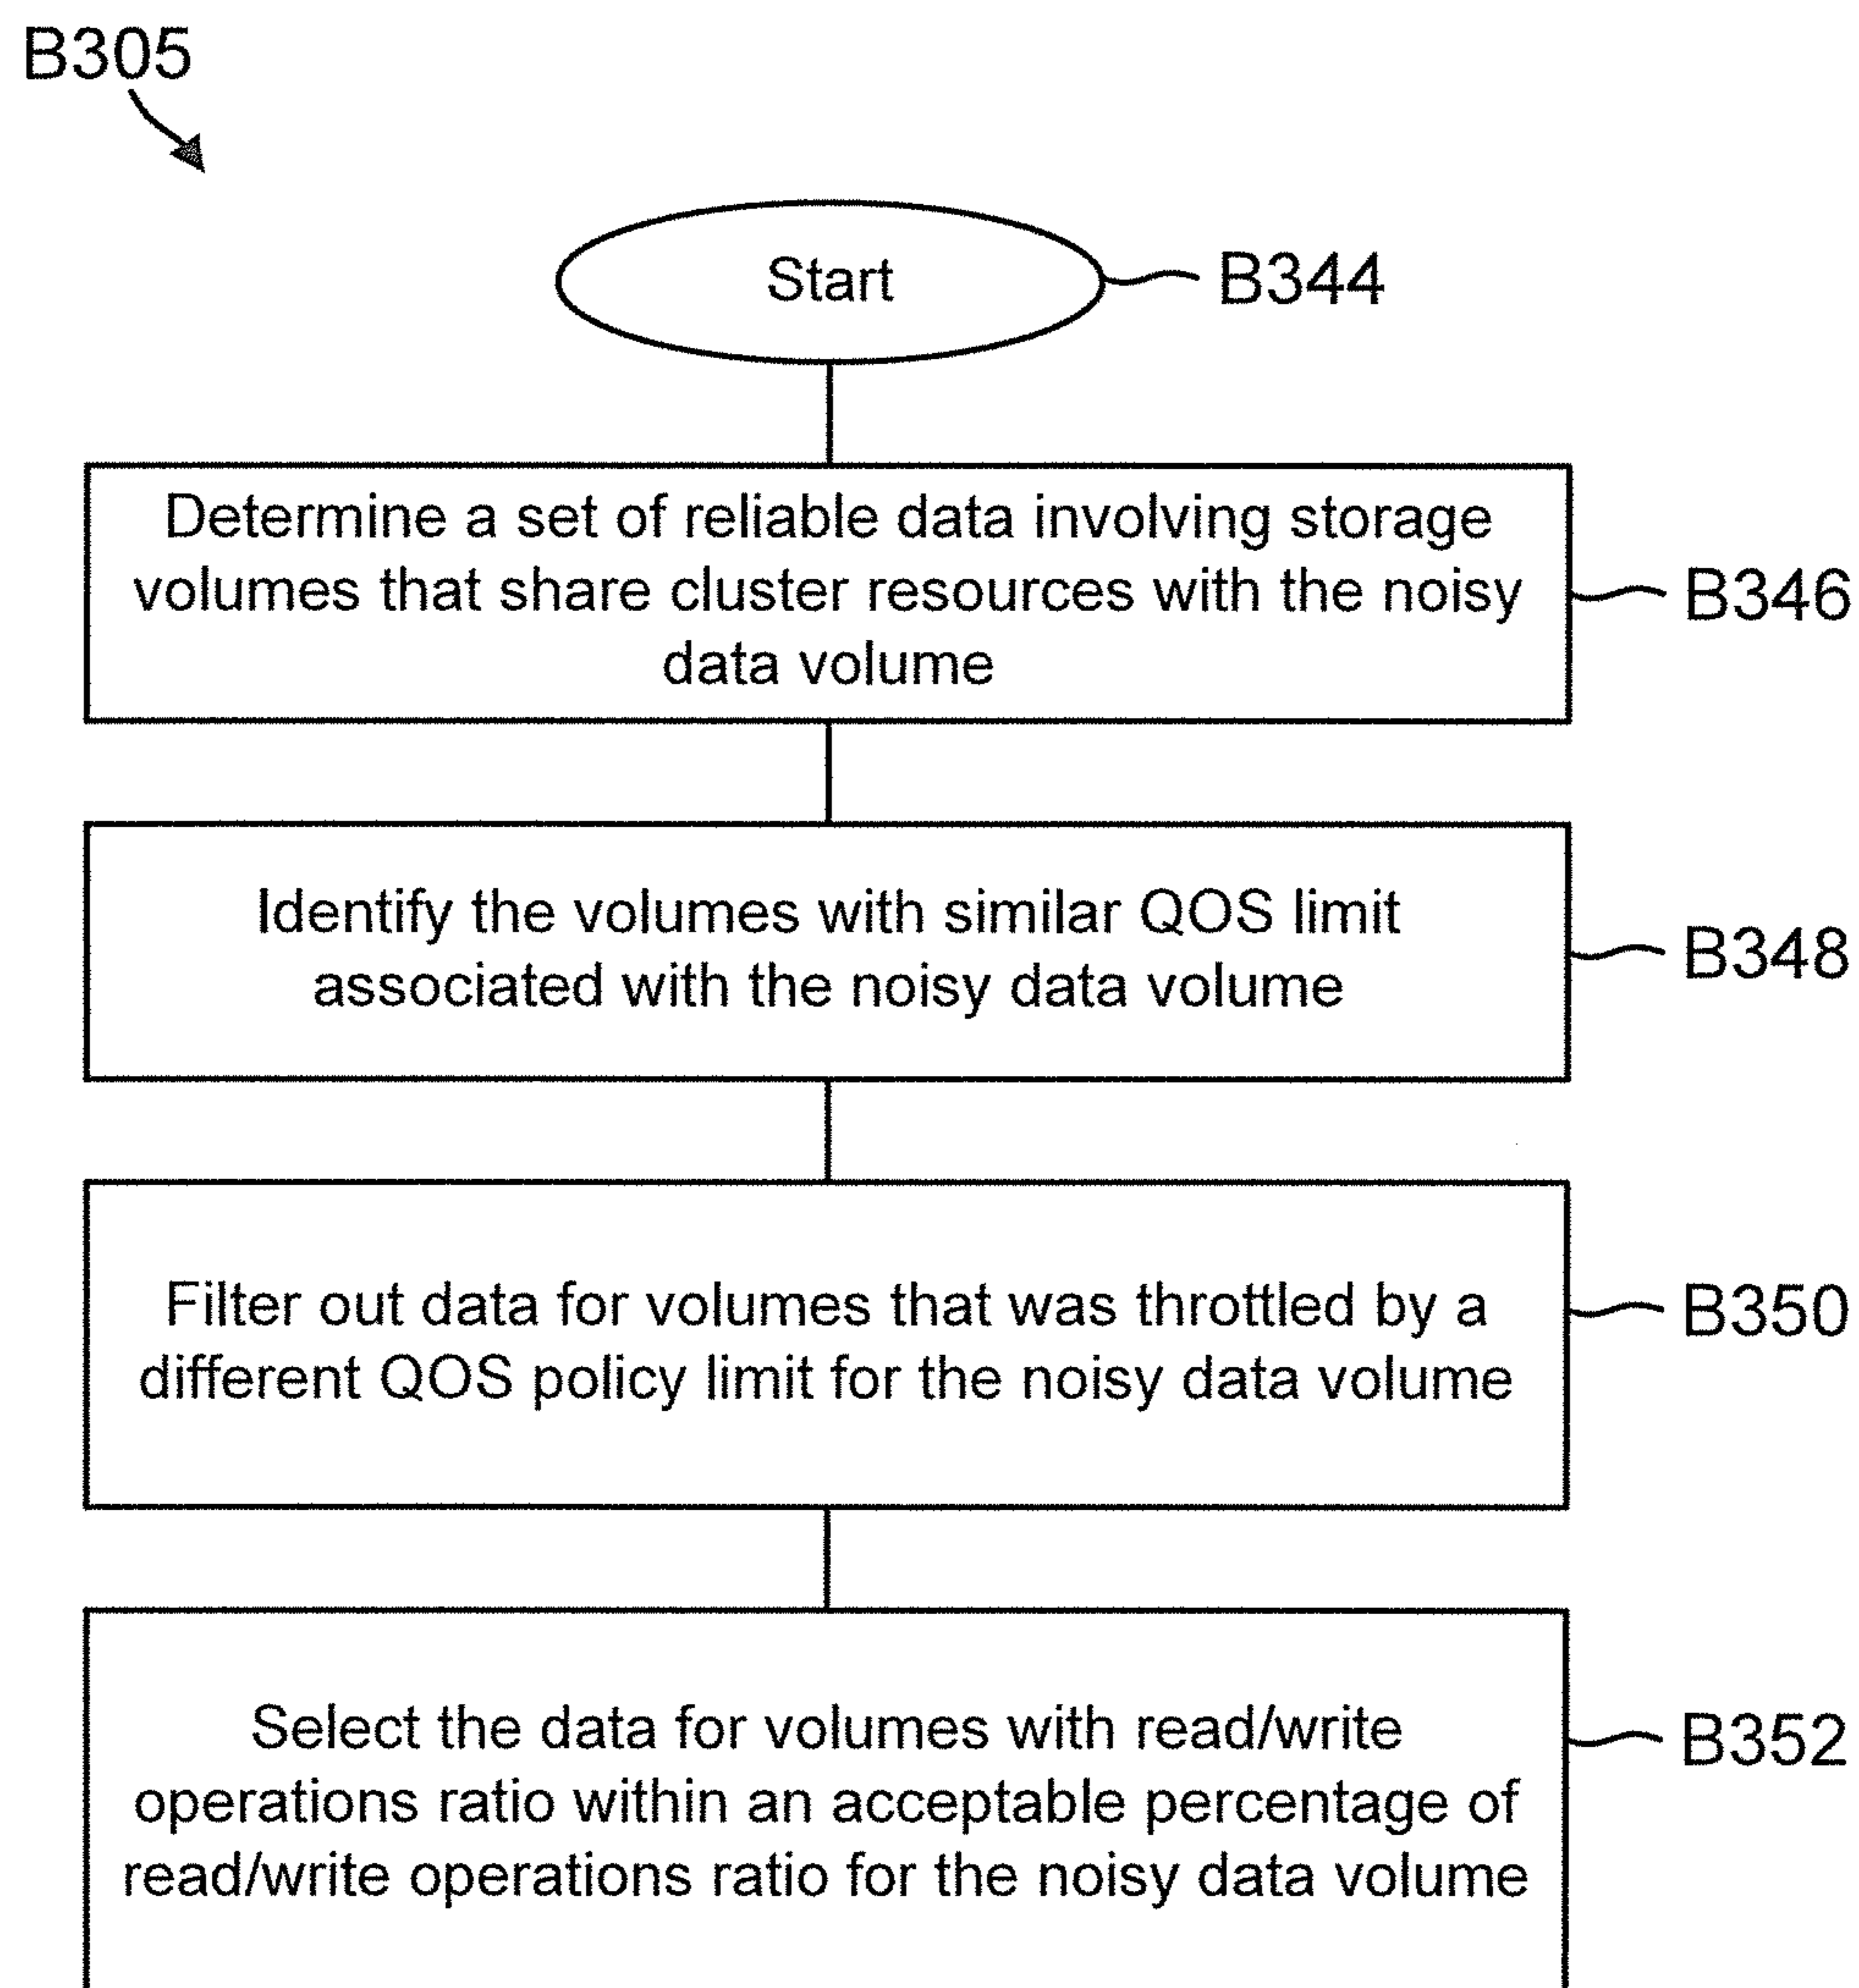 B305
Start
B344
Determine a set of reliable data involving storage
volumes that share cluster resources with the noisy
data volume
B346
Identify the volumes with similar QOS limit
associated with the noisy data volume
B348
Filter out data for volumes that was throttled by a
different QOS policy limit for the noisy data volume
B350
Select the data for volumes with read/write
operations ratio within an acceptable percentage of
read/write operations ratio for the noisy data volume
B352